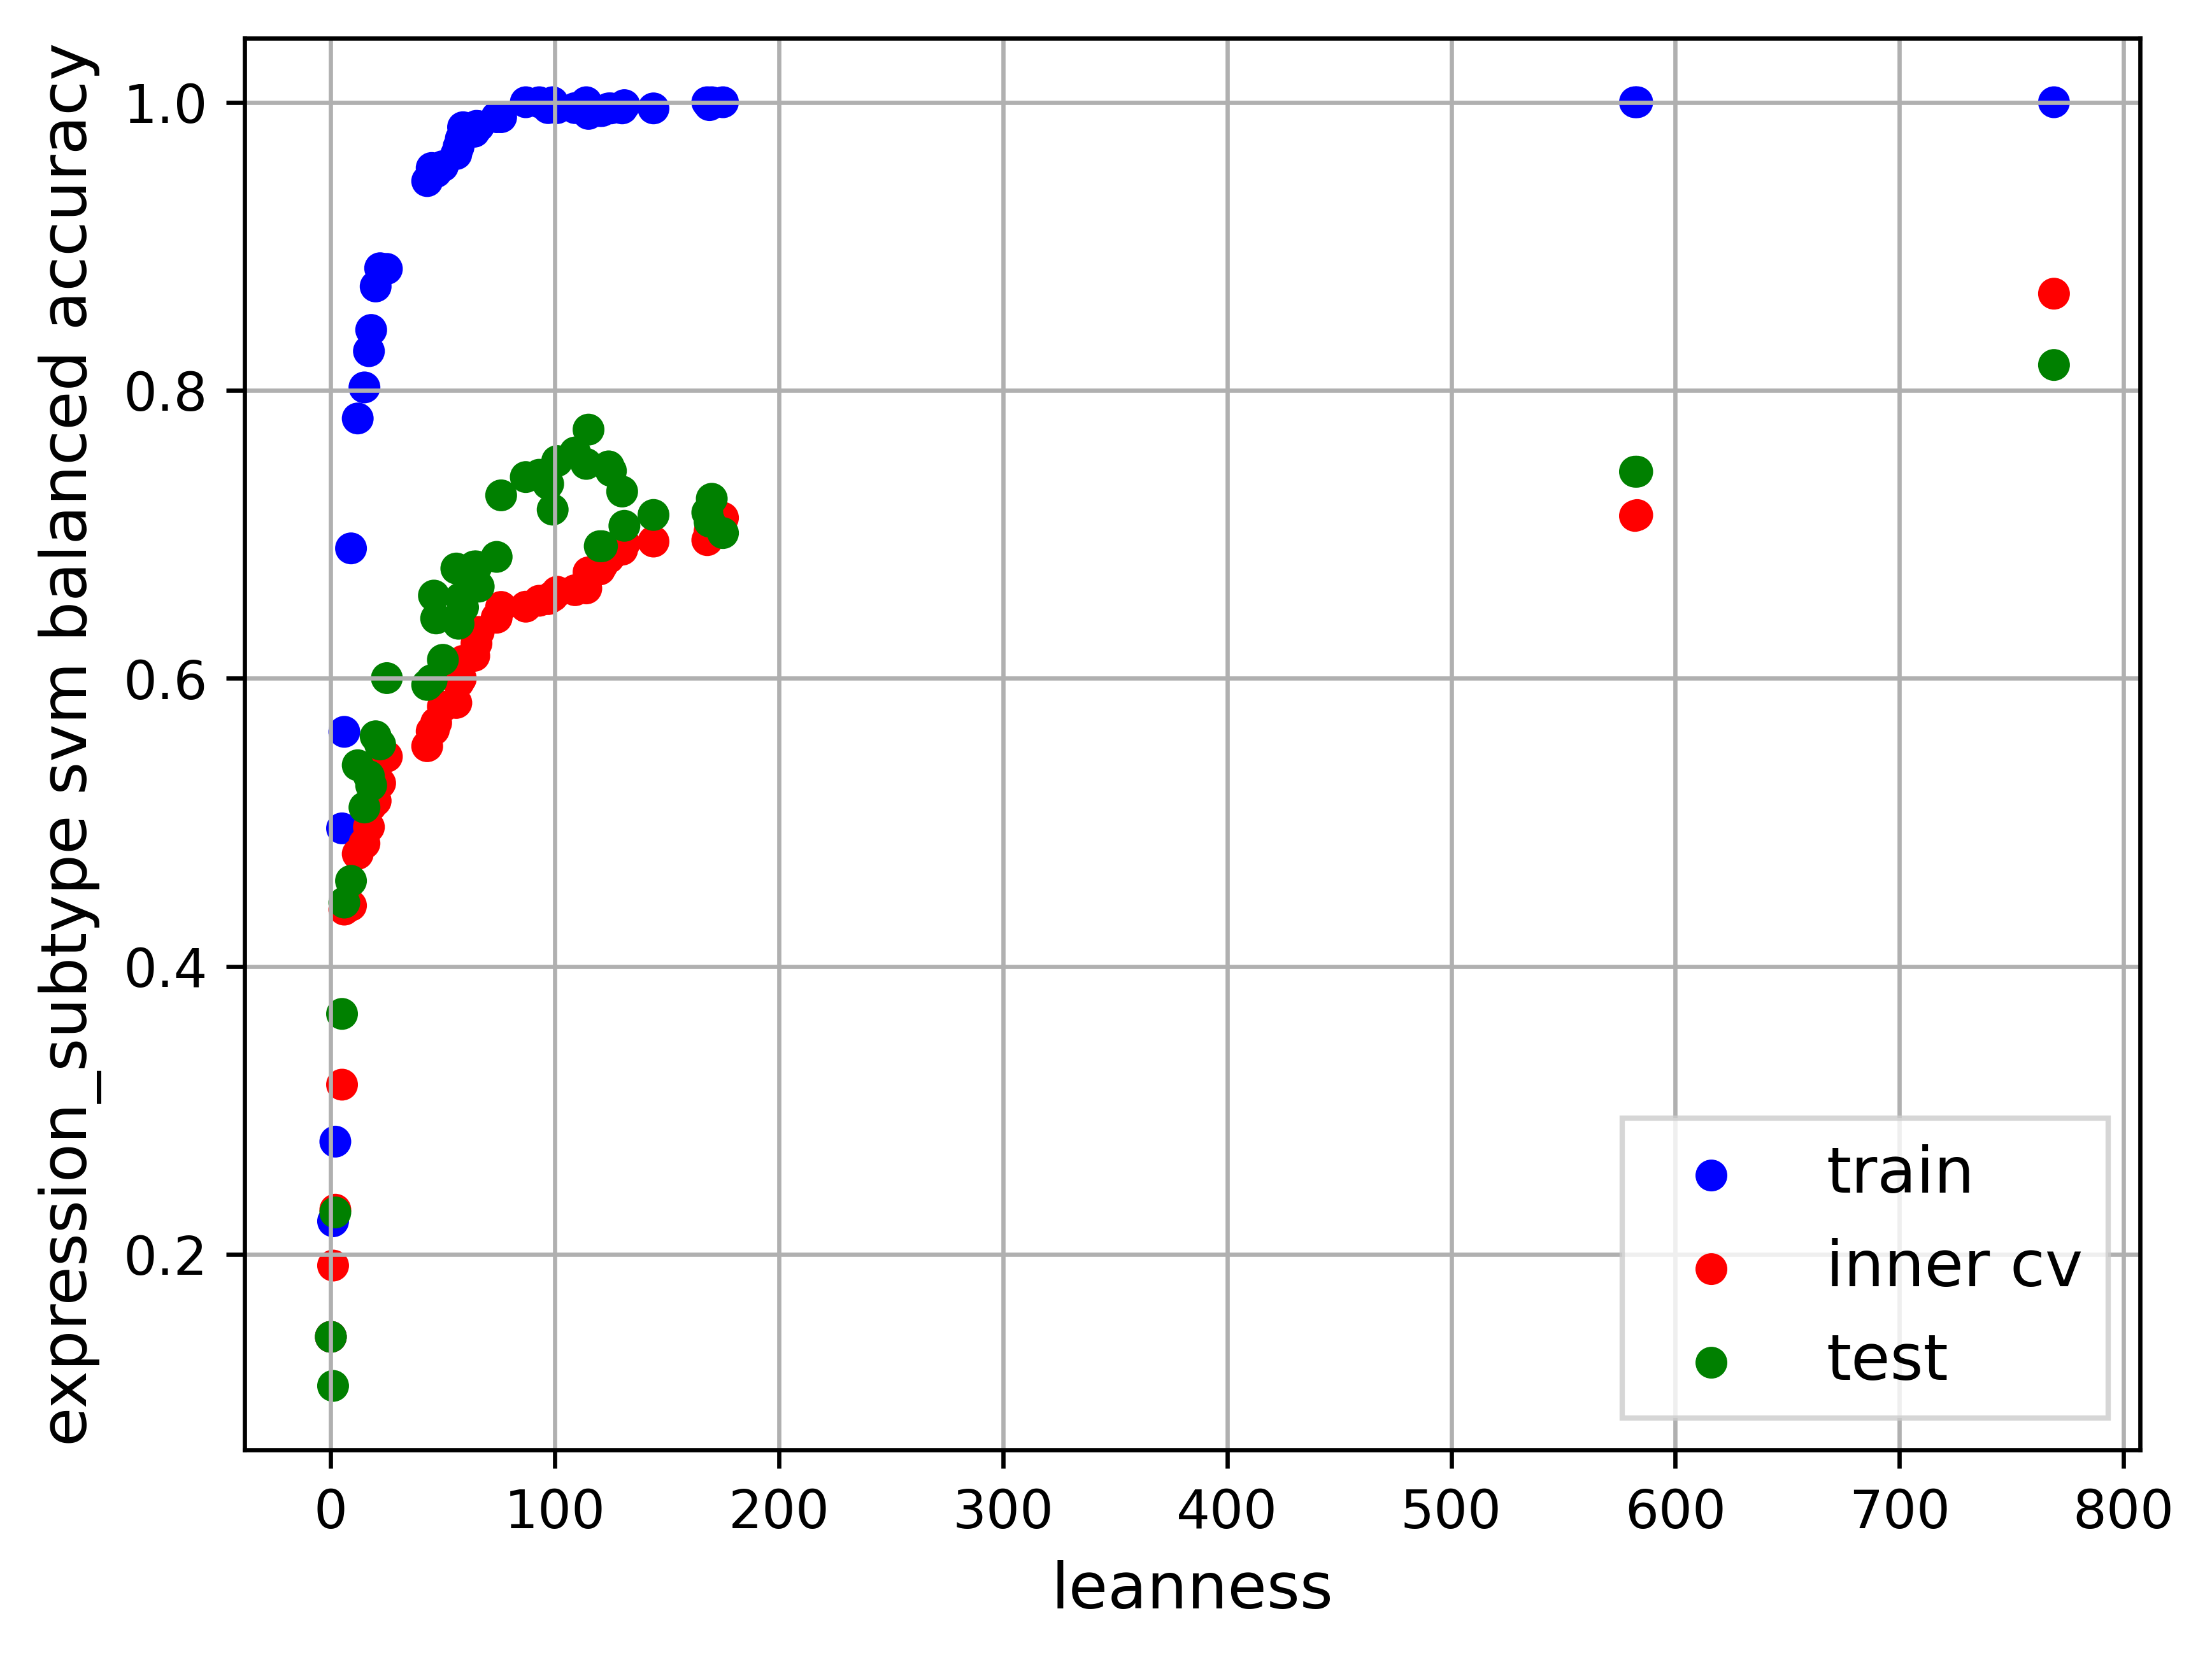 expression_subtype svm balanced accuracy
1.0
0.8
0.6
0.4
0.2
train
inner cv
test
0 100 200 300 400 500 600 700 800
leanness